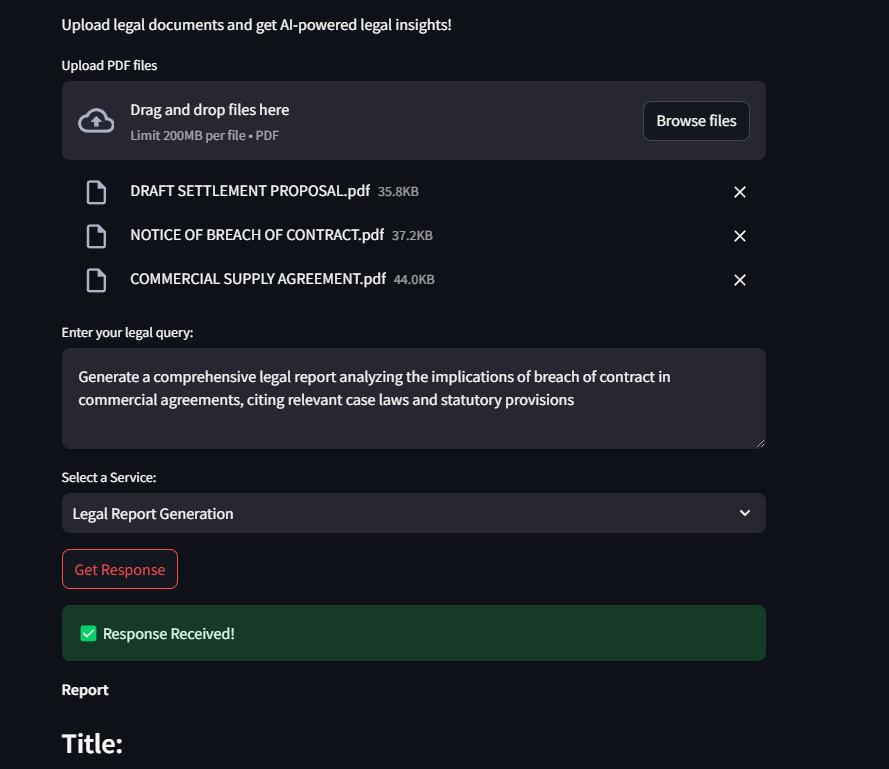 Upload legal documents and get AI-powered legal insights!
Upload PDF files
Drag and drop files here
Limit 200MB per file • PDF
Browse files
DRAFT SETTLEMENT PROPOSAL.pdf 35.8KB
NOTICE OF BREACH OF CONTRACT.pdf 37.2KB
COMMERCIAL SUPPLY AGREEMENT.pdf 44.0KB
Enter your legal query:
Generate a comprehensive legal report analyzing the implications of breach of contract in
commercial agreements, citing relevant case laws and statutory provisions
Select a Service:
Legal Report Generation
Get Response
✅ Response Received!
Report
Title: